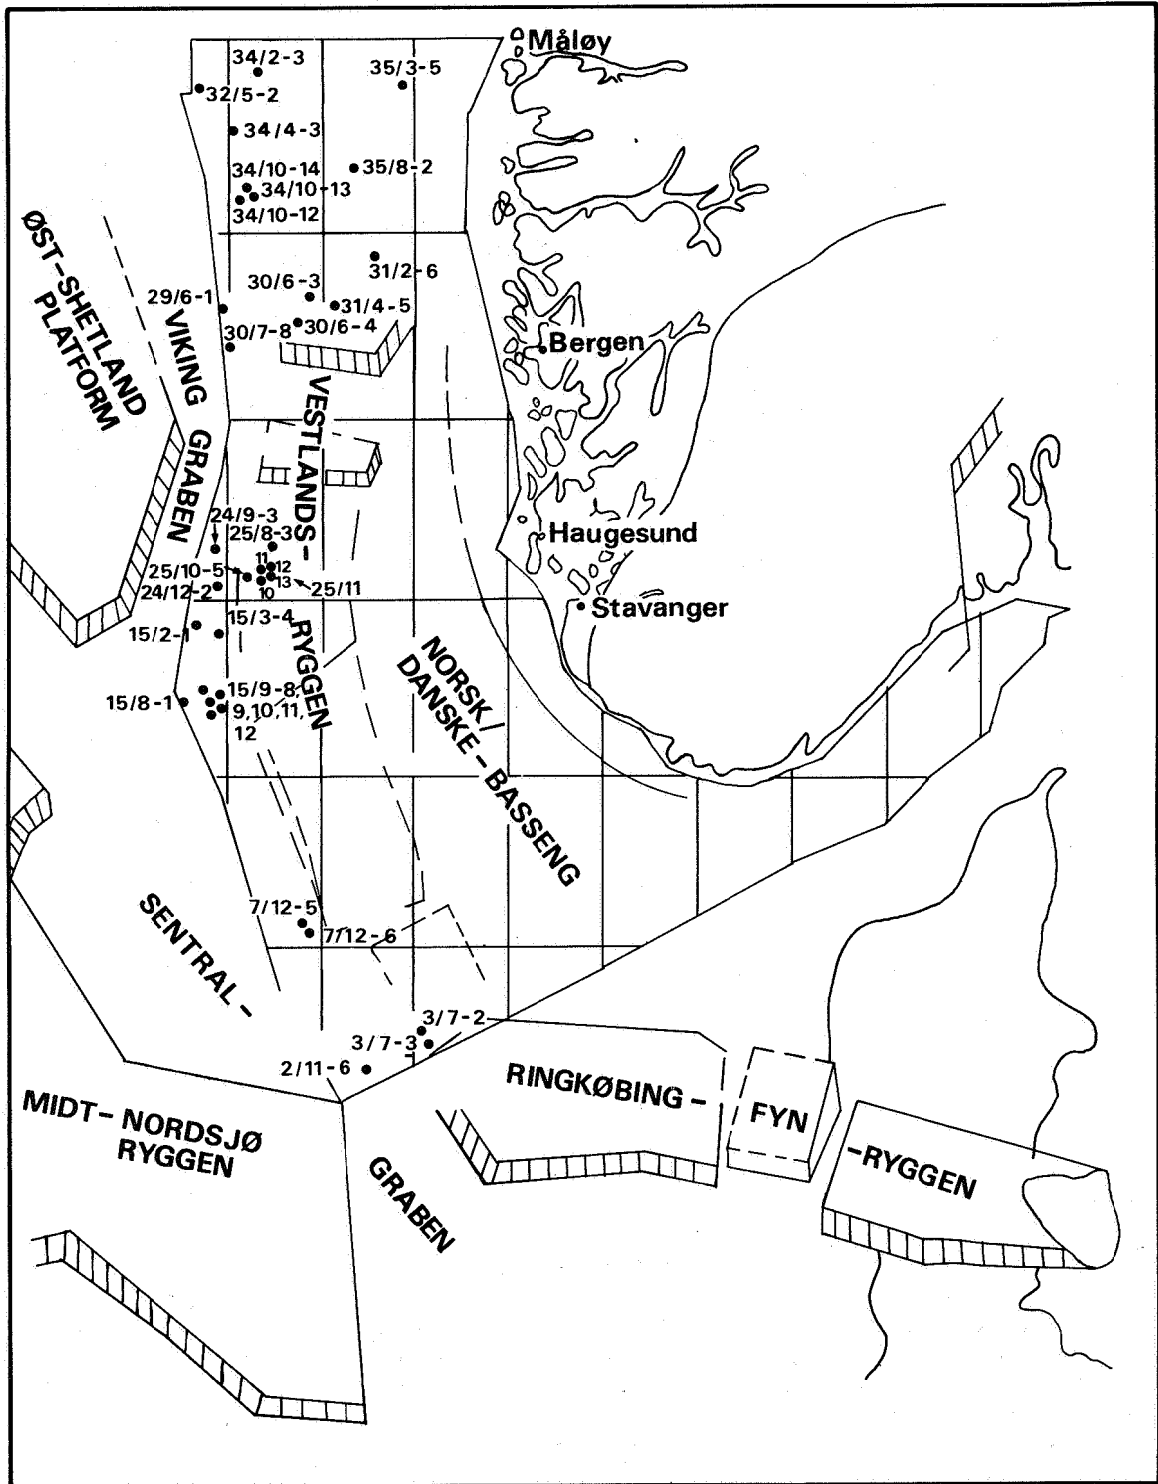 Måløy
34/2-3
35/3-5
32/5-2
34/4-3
34/10-14
35/8-2
34/10-13
34/10-12
ØST-SHETLAND
PLATFORM
31/2-6
30/6-3
29/6-1
31/4-5
30/6-4
30/7-8
Bergen
VIKING
GRABEN
VESTLANDS-
RYGGEN
24/9-3
25/8-3
Haugesund
11
12
25/10-5
13
25/11
24/12-2
10
Stavanger
15/3-4
15/2-1
NORSK/
DANSKE-BASSENG
15/8-1
15/9-8,
9,10,11,
12
7/12-5
7/12-6
SENTRAL-
GRABEN
3/7-2
3/7-3
2/11-6
RINGKØBING-
FYN
-RYGGEN
MIDT-NORDSJØ
RYGGEN